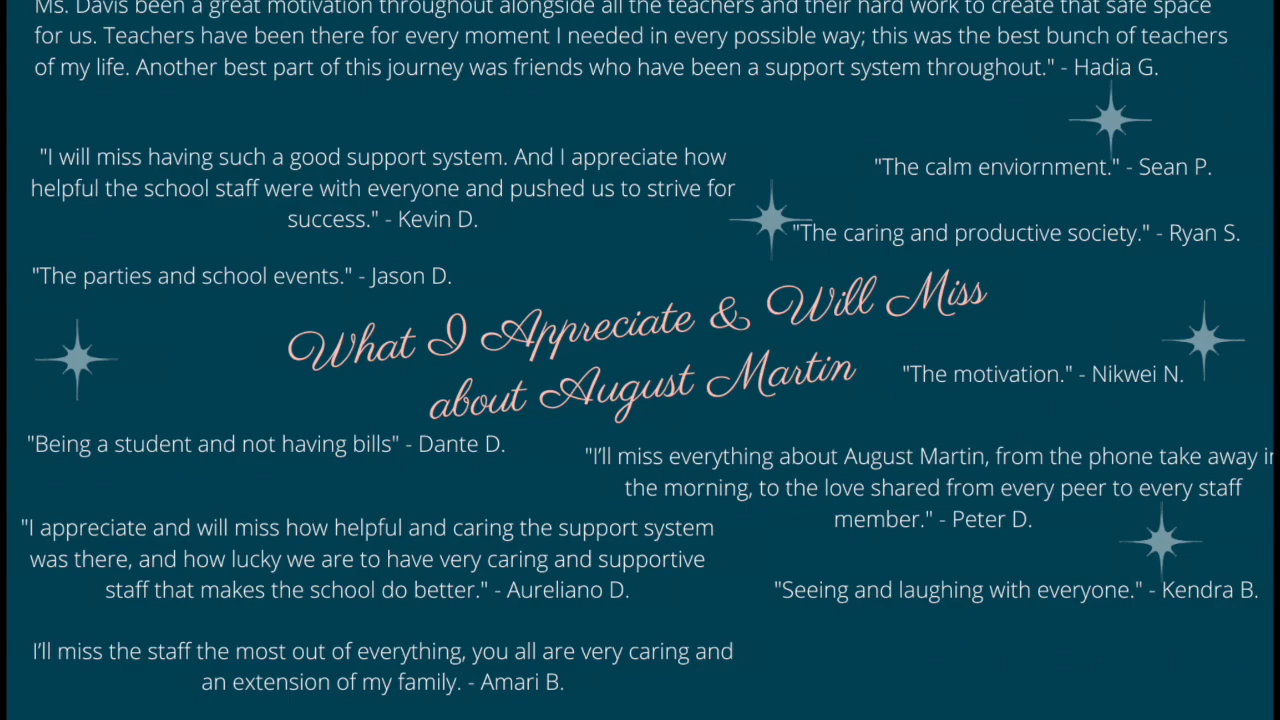 Ms. Davis been a great motivation throughout alongside all the teachers and their hard work to create that safe space
for us. Teachers have been there for every moment I needed in every possible way; this was the best bunch of teachers
of my life. Another best part of this journey was friends who have been a support system throughout." - Hadia G.
"I will miss having such a good support system. And I appreciate how
helpful the school staff were with everyone and pushed us to strive for
success." - Kevin D.
"The calm enviornment." - Sean P.
"The caring and productive society." - Ryan S.
"The parties and school events." - Jason D.
What I Appreciate & Will Miss
about August Martin
"The motivation." - Nikwei N.
"Being a student and not having bills" - Dante D.
"I'll miss everything about August Martin, from the phone take away in
the morning, to the love shared from every peer to every staff
member." - Peter D.
"I appreciate and will miss how helpful and caring the support system
was there, and how lucky we are to have very caring and supportive
staff that makes the school do better." - Aureliano D.
"Seeing and laughing with everyone." - Kendra B.
I'll miss the staff the most out of everything, you all are very caring and
an extension of my family. - Amari B.